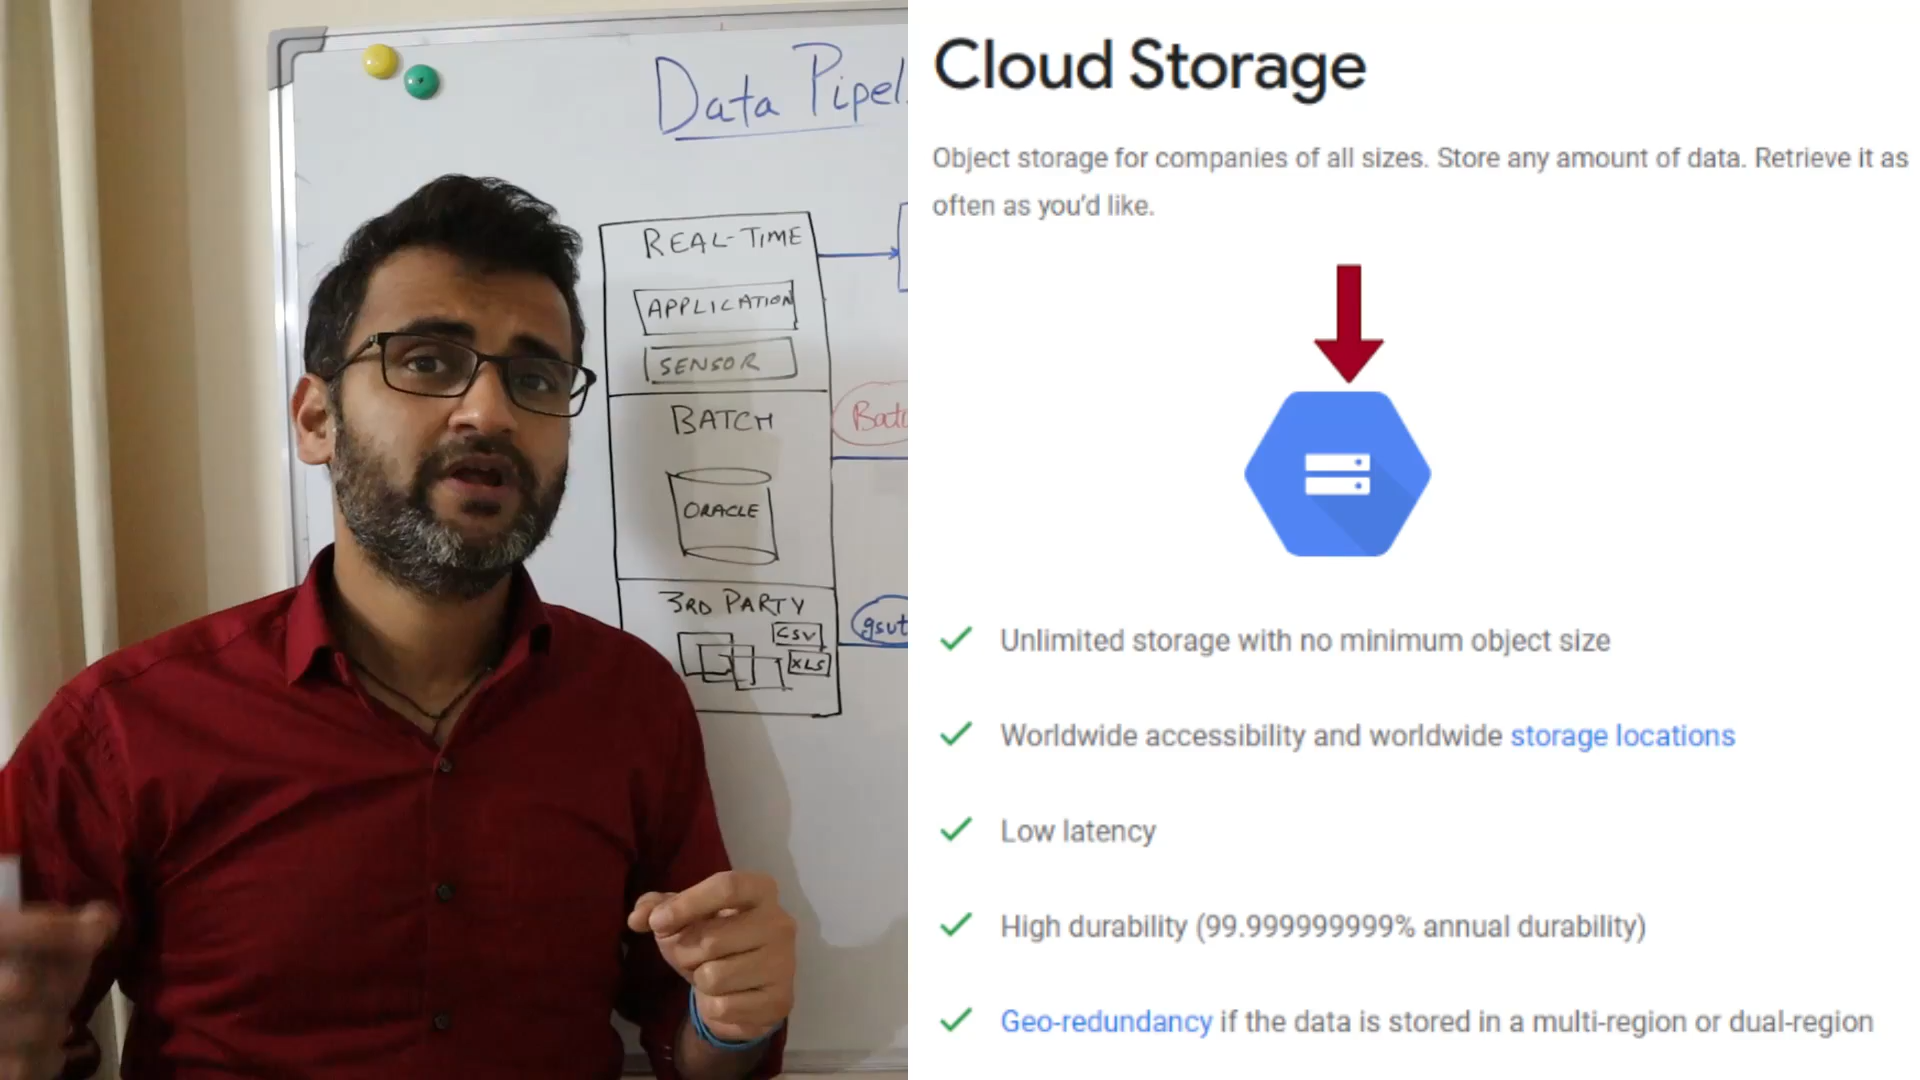 Data Pipel
REAL-TIME
APPLICATION
SENSOR
BATCH
ORACLE
3RD PARTY
CSV
XLS
Cloud Storage
Object storage for companies of all sizes. Store any amount of data. Retrieve it as
often as you'd like.
Unlimited storage with no minimum object size
Worldwide accessibility and worldwide storage locations
Low latency
High durability (99.999999999% annual durability)
Geo-redundancy if the data is stored in a multi-region or dual-region